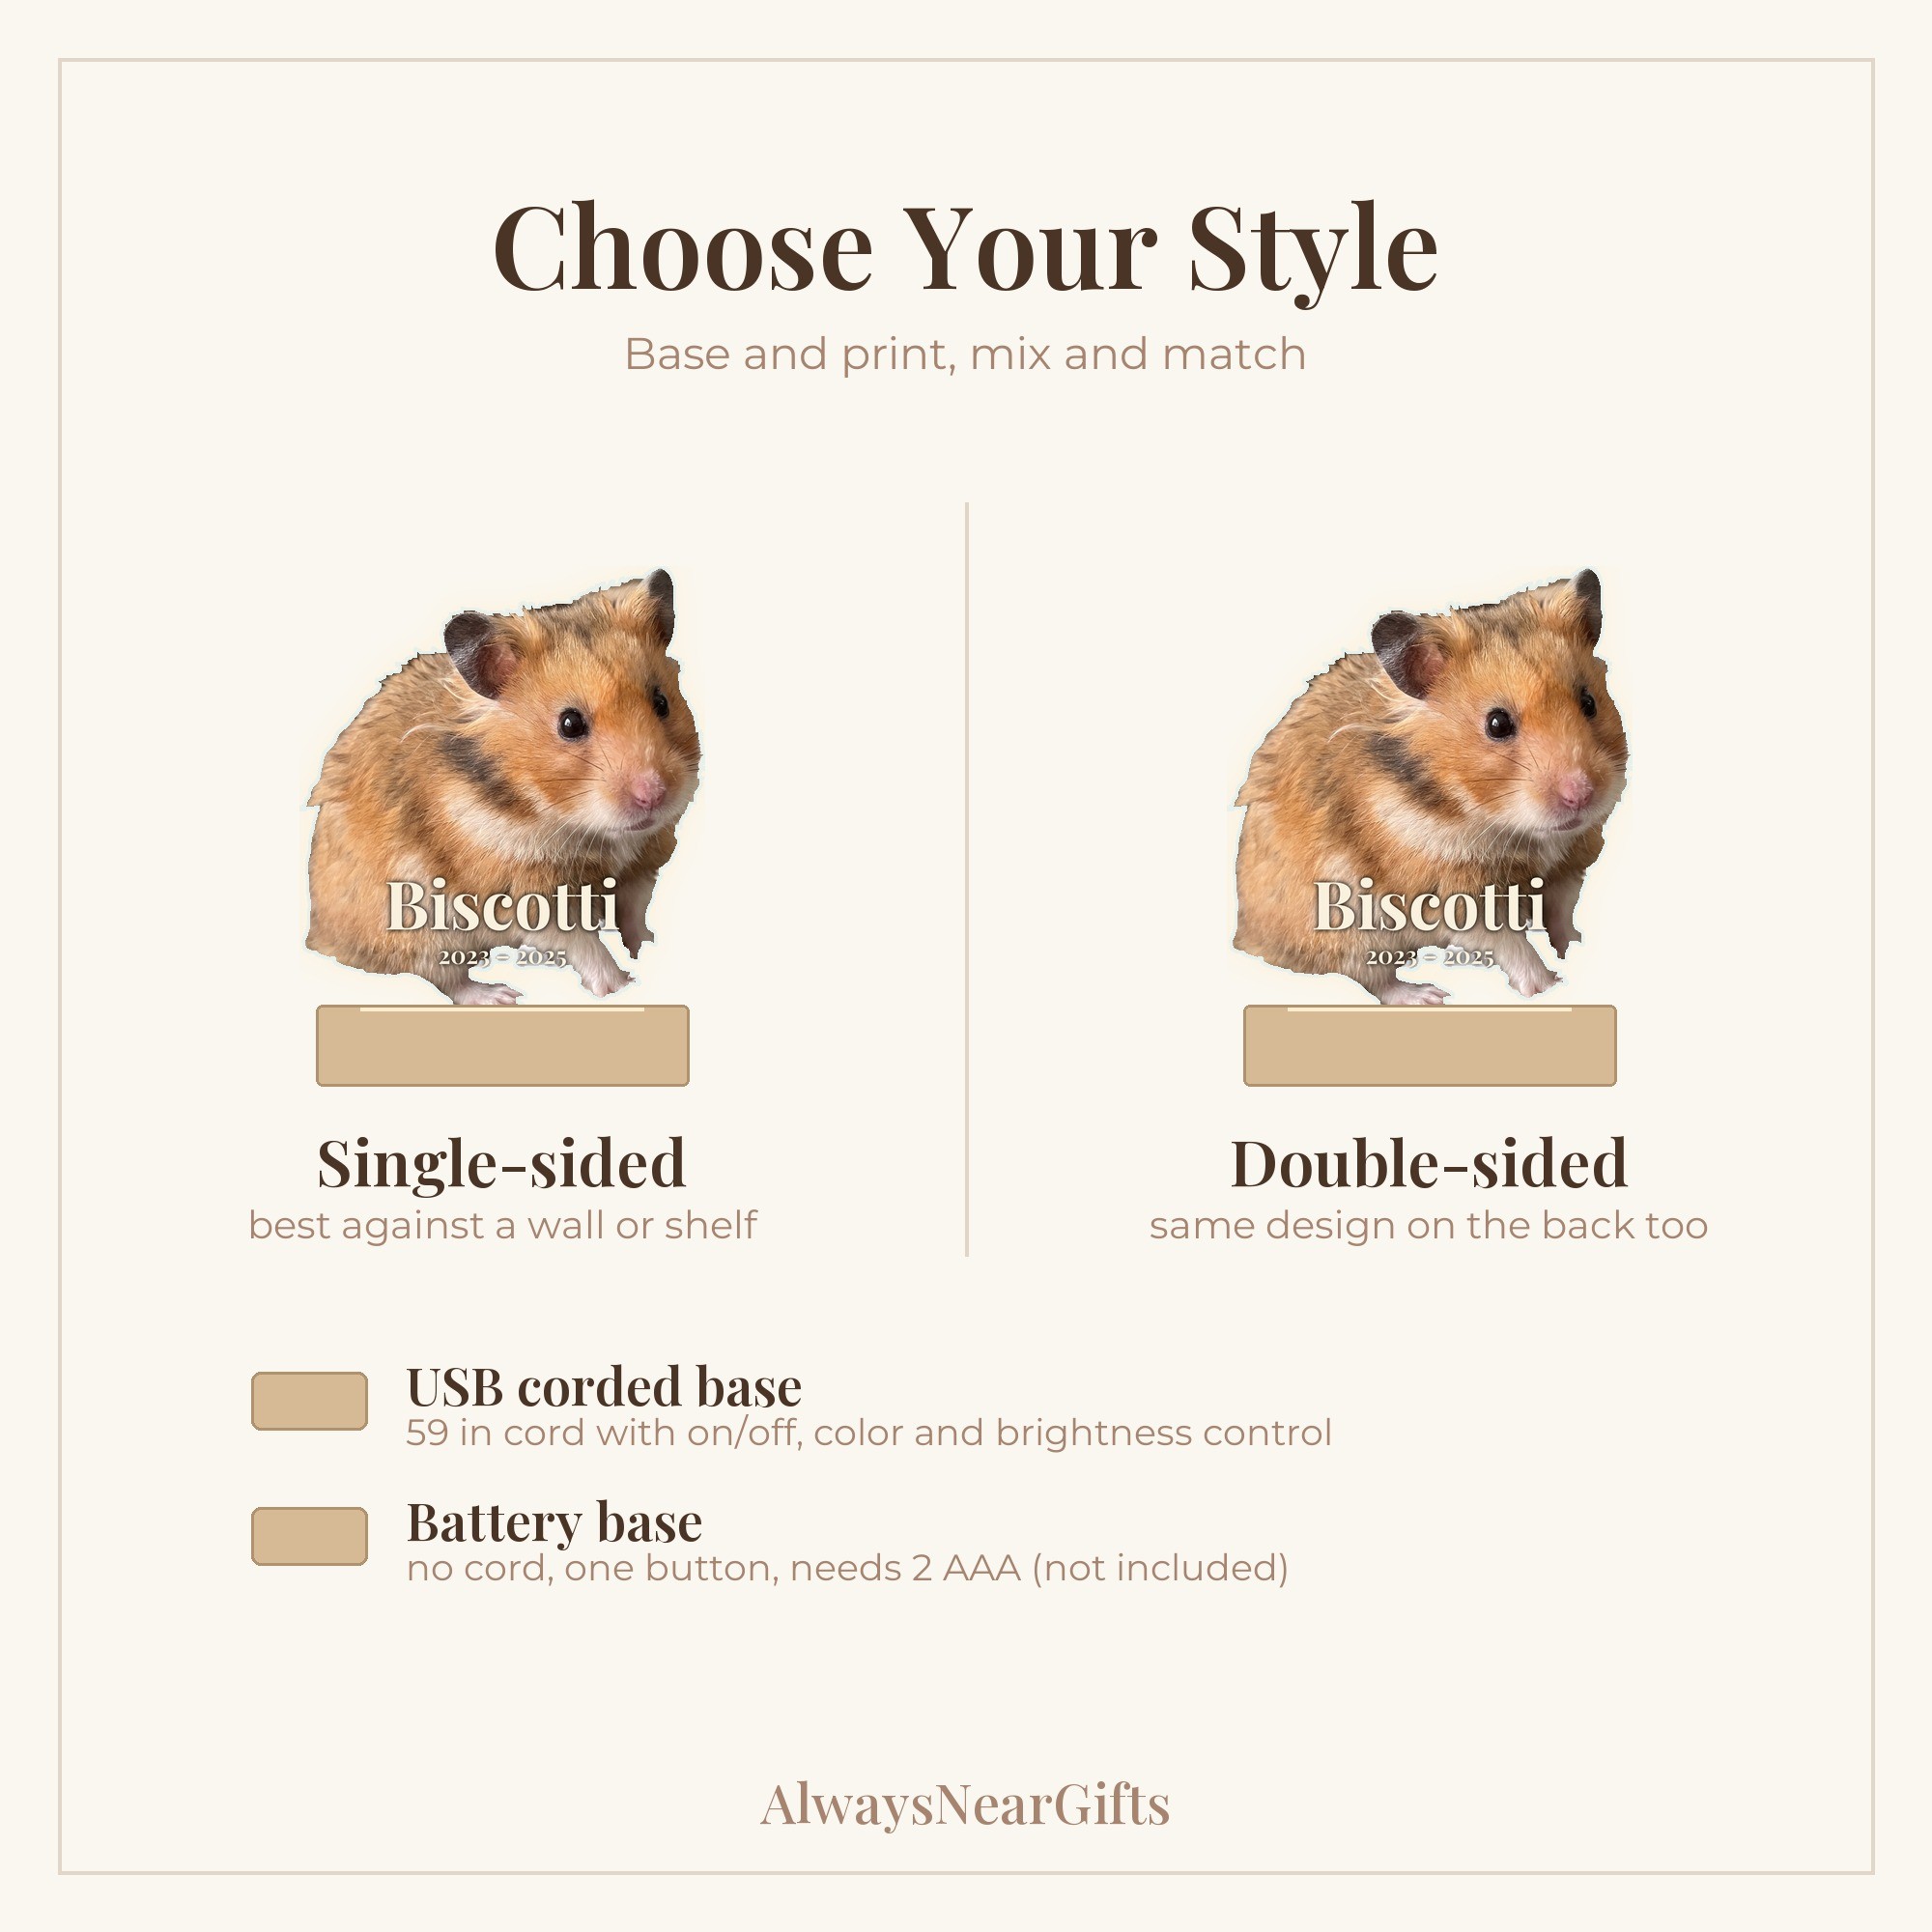 Choose Your Style
Base and print, mix and match
Biscotti
2023 - 2025
Single-sided
best against a wall or shelf
Biscotti
2023 - 2025
Double-sided
same design on the back too
USB corded base
59 in cord with on/off, color and brightness control
Battery base
no cord, one button, needs 2 AAA (not included)
AlwaysNearGifts